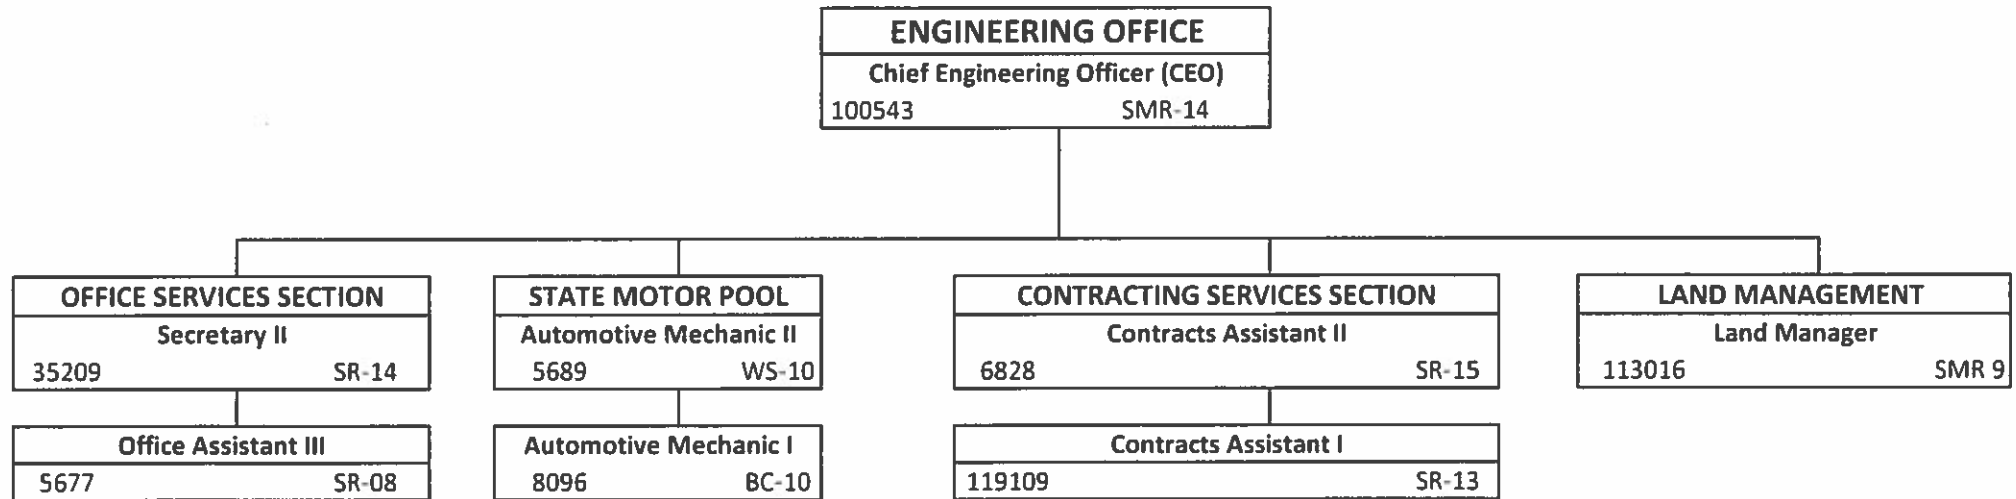 ENGINEERING OFFICE
Chief Engineering Officer (CEO)
100543 SMR-14
OFFICE SERVICES SECTION
Secretary II
35209 SR-14
Office Assistant III
5677 SR-08
STATE MOTOR POOL
Automotive Mechanic II
5689 WS-10
Automotive Mechanic I
8096 BC-10
CONTRACTING SERVICES SECTION
Contracts Assistant II
6828 SR-15
Contracts Assistant I
119109 SR-13
LAND MANAGEMENT
Land Manager
113016 SMR 9